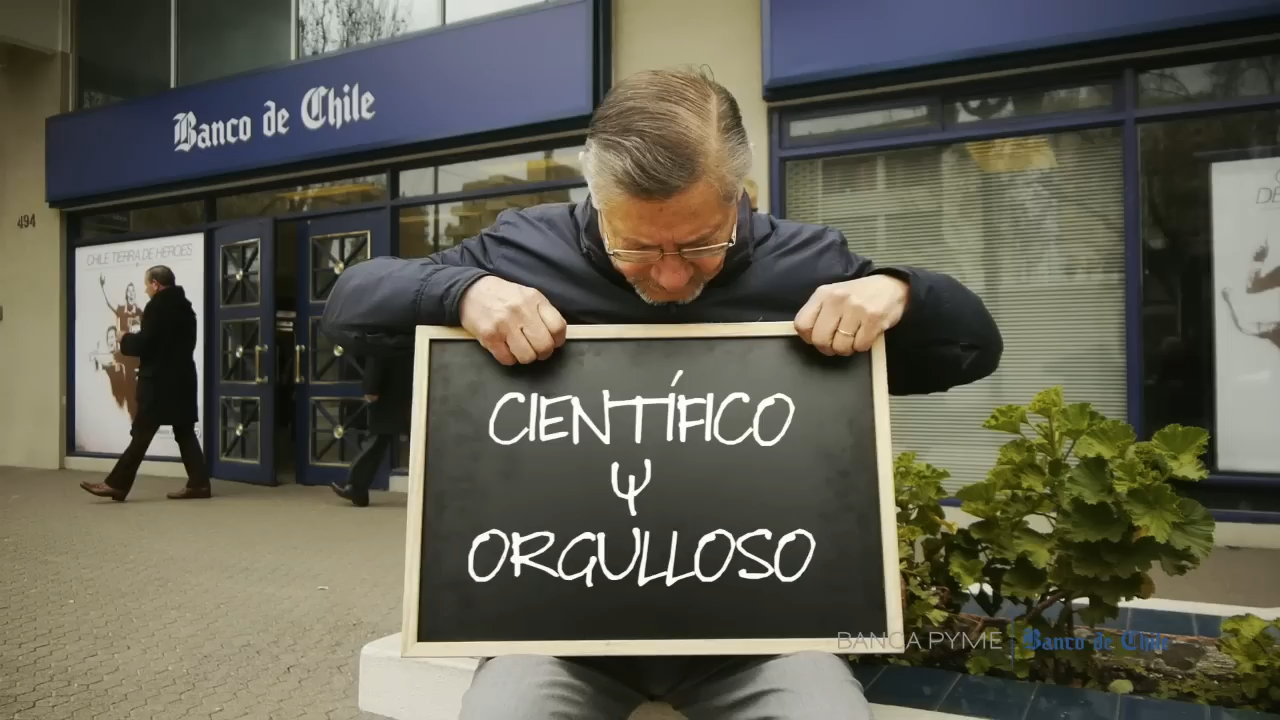 Banco de Chile
494
CHILE TIERRA DE HEROES
CIENTÍFICO
Y
ORGULLOSO
BANCA PYME | Banco de Chile